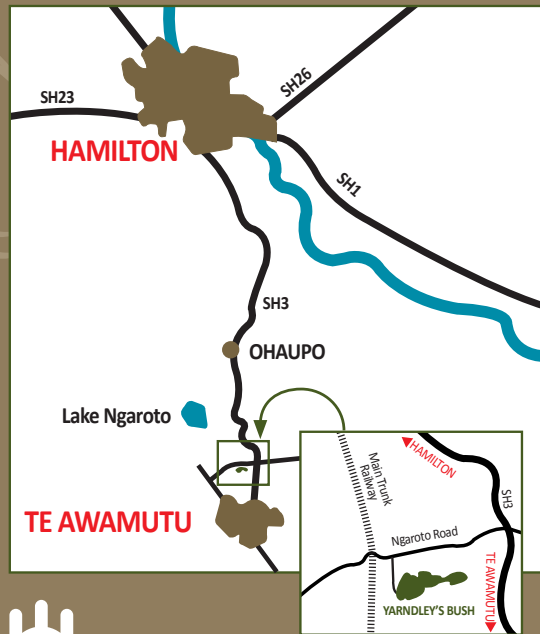 SH23
SH26
HAMILTON
SH1
SH3
OHAUPO
Lake Ngaroto
TE AWAMUTU
HAMILTON
Main Trunk
Railway
SH3
Ngaroto Road
YARNDLEY'S BUSH
TE AWAMUTU